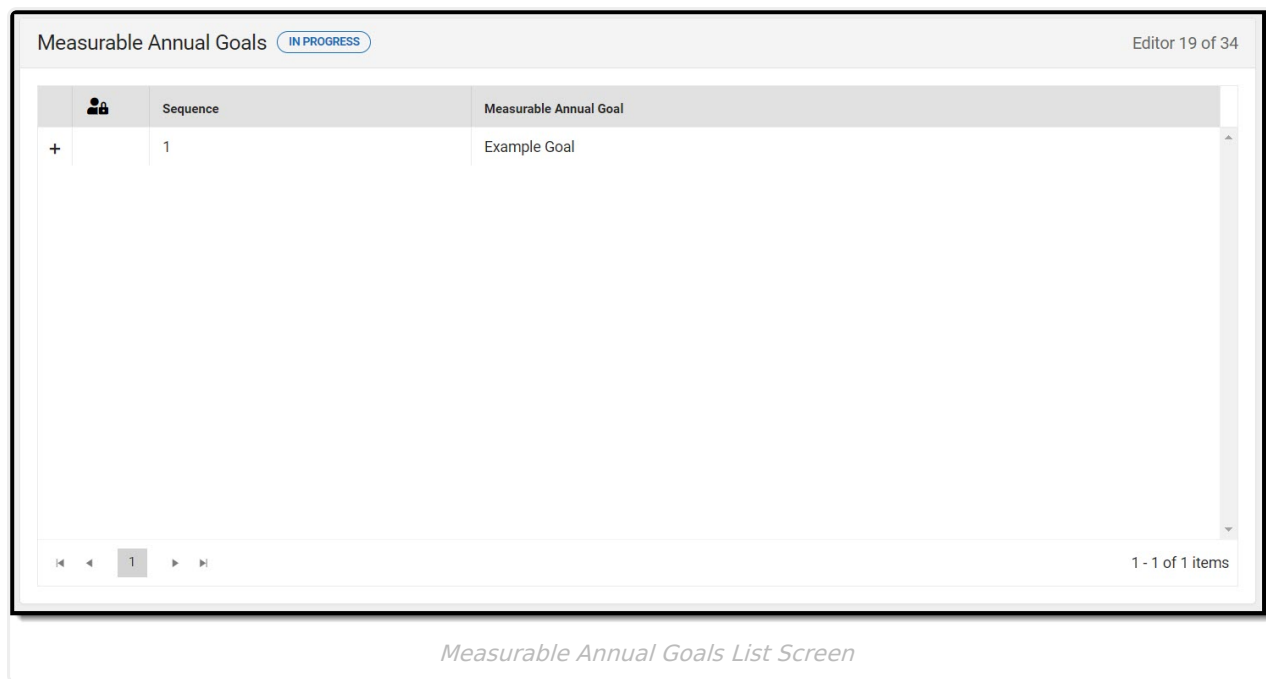 Measurable Annual Goals IN PROGRESS Editor 19 of 34
Sequence Measurable Annual Goal
+ 1 Example Goal
1 1 - 1 of 1 items
Measurable Annual Goals List Screen